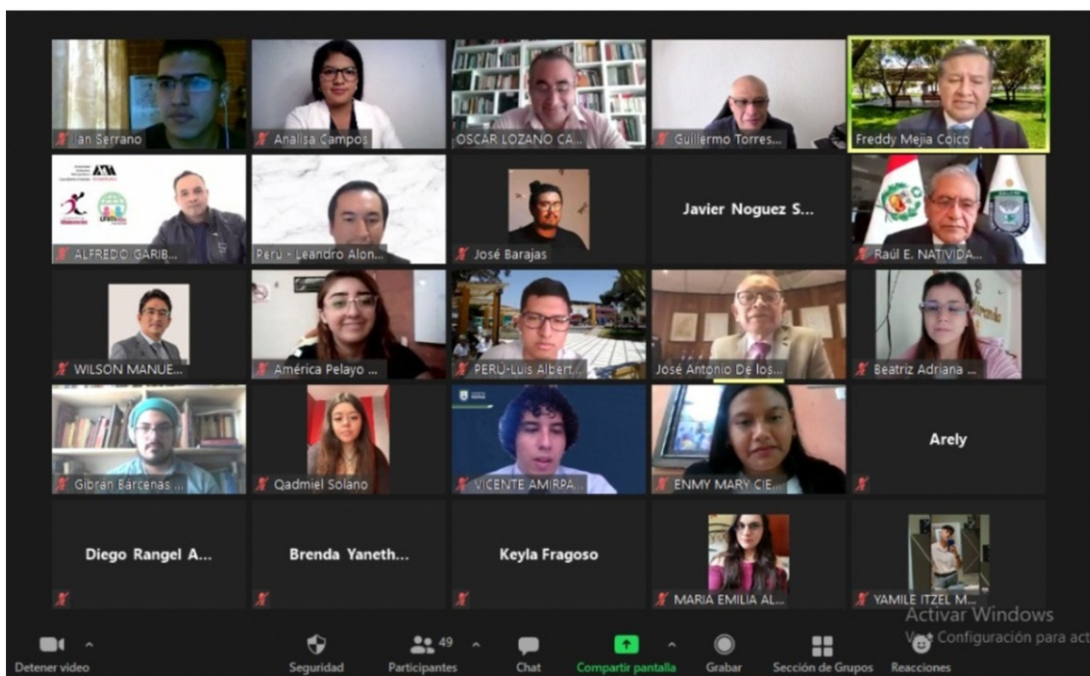 Ian Serrano
Analisa Campos
OSCAR LOZANO CA...
Guillermo Torres...
Freddy Mejia Coico
ALFREDO GARIB...
Perú - Leandro Alon...
José Barajas
Javier Noguez S...
Raúl E. NATIVIDA...
WILSON MANUE...
América Pelayo ...
PERÚ-Luis Albert...
José Antonio De los...
Beatriz Adriana ...
Gibran Bárcenas ...
Qadmiel Solano
VICENTE AMIRPA...
ENMY MARY CIE...
Arely
Diego Rangel A...
Brenda Yaneth...
Keyla Fragoso
MARIA EMILIA AL...
YAMILE ITZEL M...
Activar Windows
Configuración para act
Detener video
Seguridad
Participantes
49
Chat
Compartir pantalla
Grabar
Sección de Grupos
Reacciones